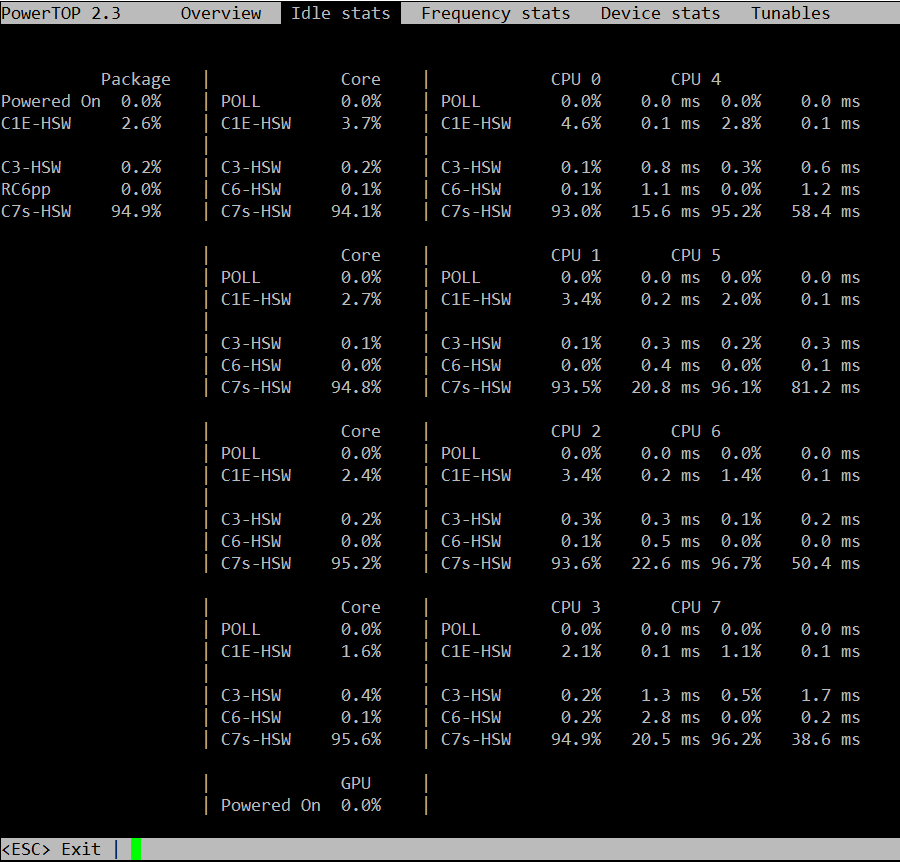 PowerTOP 2.3      Overview   Idle stats   Frequency stats   Device stats   Tunables
          Package   |             Core    |            CPU 0       CPU 4
Powered On  0.0%    | POLL        0.0%    | POLL        0.0%    0.0 ms  0.0%    0.0 ms
C1E-HSW     2.6%    | C1E-HSW     3.7%    | C1E-HSW     4.6%    0.1 ms  2.8%    0.1 ms
                    |                     |
C3-HSW      0.2%    | C3-HSW      0.2%    | C3-HSW      0.1%    0.8 ms  0.3%    0.6 ms
RC6pp       0.0%    | C6-HSW      0.1%    | C6-HSW      0.1%    1.1 ms  0.0%    1.2 ms
C7s-HSW    94.9%    | C7s-HSW    94.1%    | C7s-HSW    93.0%   15.6 ms 95.2%   58.4 ms
                    |             Core    |            CPU 1       CPU 5
                    | POLL        0.0%    | POLL        0.0%    0.0 ms  0.0%    0.0 ms
                    | C1E-HSW     2.7%    | C1E-HSW     3.4%    0.2 ms  2.0%    0.1 ms
                    |                     |
                    | C3-HSW      0.1%    | C3-HSW      0.1%    0.3 ms  0.2%    0.3 ms
                    | C6-HSW      0.0%    | C6-HSW      0.0%    0.4 ms  0.0%    0.1 ms
                    | C7s-HSW    94.8%    | C7s-HSW    93.5%   20.8 ms 96.1%   81.2 ms
                    |             Core    |            CPU 2       CPU 6
                    | POLL        0.0%    | POLL        0.0%    0.0 ms  0.0%    0.0 ms
                    | C1E-HSW     2.4%    | C1E-HSW     3.4%    0.2 ms  1.4%    0.1 ms
                    |                     |
                    | C3-HSW      0.2%    | C3-HSW      0.3%    0.3 ms  0.1%    0.2 ms
                    | C6-HSW      0.0%    | C6-HSW      0.1%    0.5 ms  0.0%    0.0 ms
                    | C7s-HSW    95.2%    | C7s-HSW    93.6%   22.6 ms 96.7%   50.4 ms
                    |             Core    |            CPU 3       CPU 7
                    | POLL        0.0%    | POLL        0.0%    0.0 ms  0.0%    0.0 ms
                    | C1E-HSW     1.6%    | C1E-HSW     2.1%    0.1 ms  1.1%    0.1 ms
                    |                     |
                    | C3-HSW      0.4%    | C3-HSW      0.2%    1.3 ms  0.5%    1.7 ms
                    | C6-HSW      0.1%    | C6-HSW      0.2%    2.8 ms  0.0%    0.2 ms
                    | C7s-HSW    95.6%    | C7s-HSW    94.9%   20.5 ms 96.2%   38.6 ms
                    |             GPU     |
                    | Powered On  0.0%    |
<ESC> Exit |